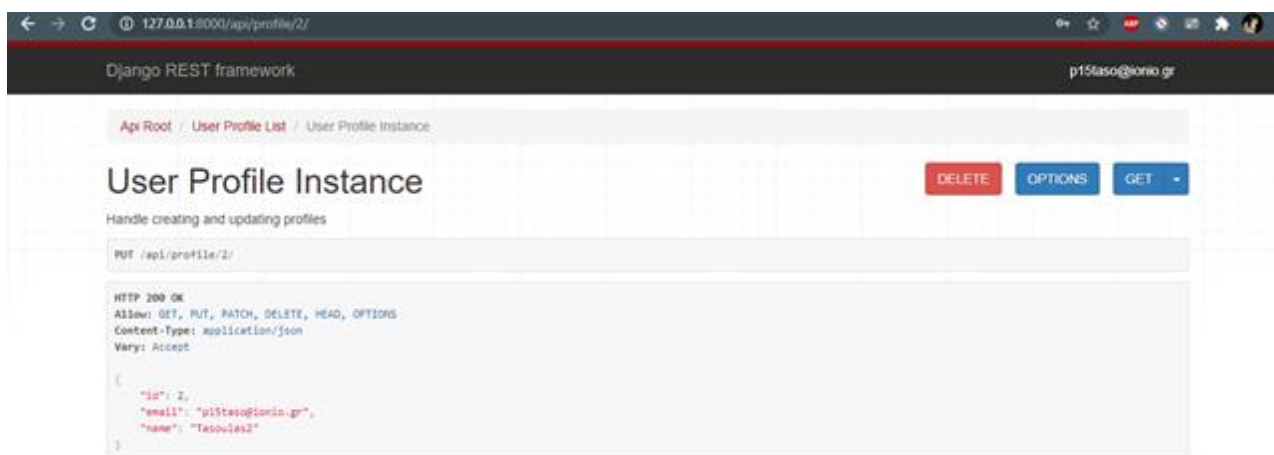 127.0.0.1:8000/api/profile/2/
ABP
Django REST framework
p15taso@ionio.gr
Api Root / User Profile List / User Profile Instance
User Profile Instance
DELETE
OPTIONS
GET
Handle creating and updating profiles
PUT /api/profile/2/
HTTP 200 OK
Allow: GET, PUT, PATCH, DELETE, HEAD, OPTIONS
Content-Type: application/json
Vary: Accept
{
"id": 2,
"email": "p15taso@ionio.gr",
"name": "Tasoulas2"
}